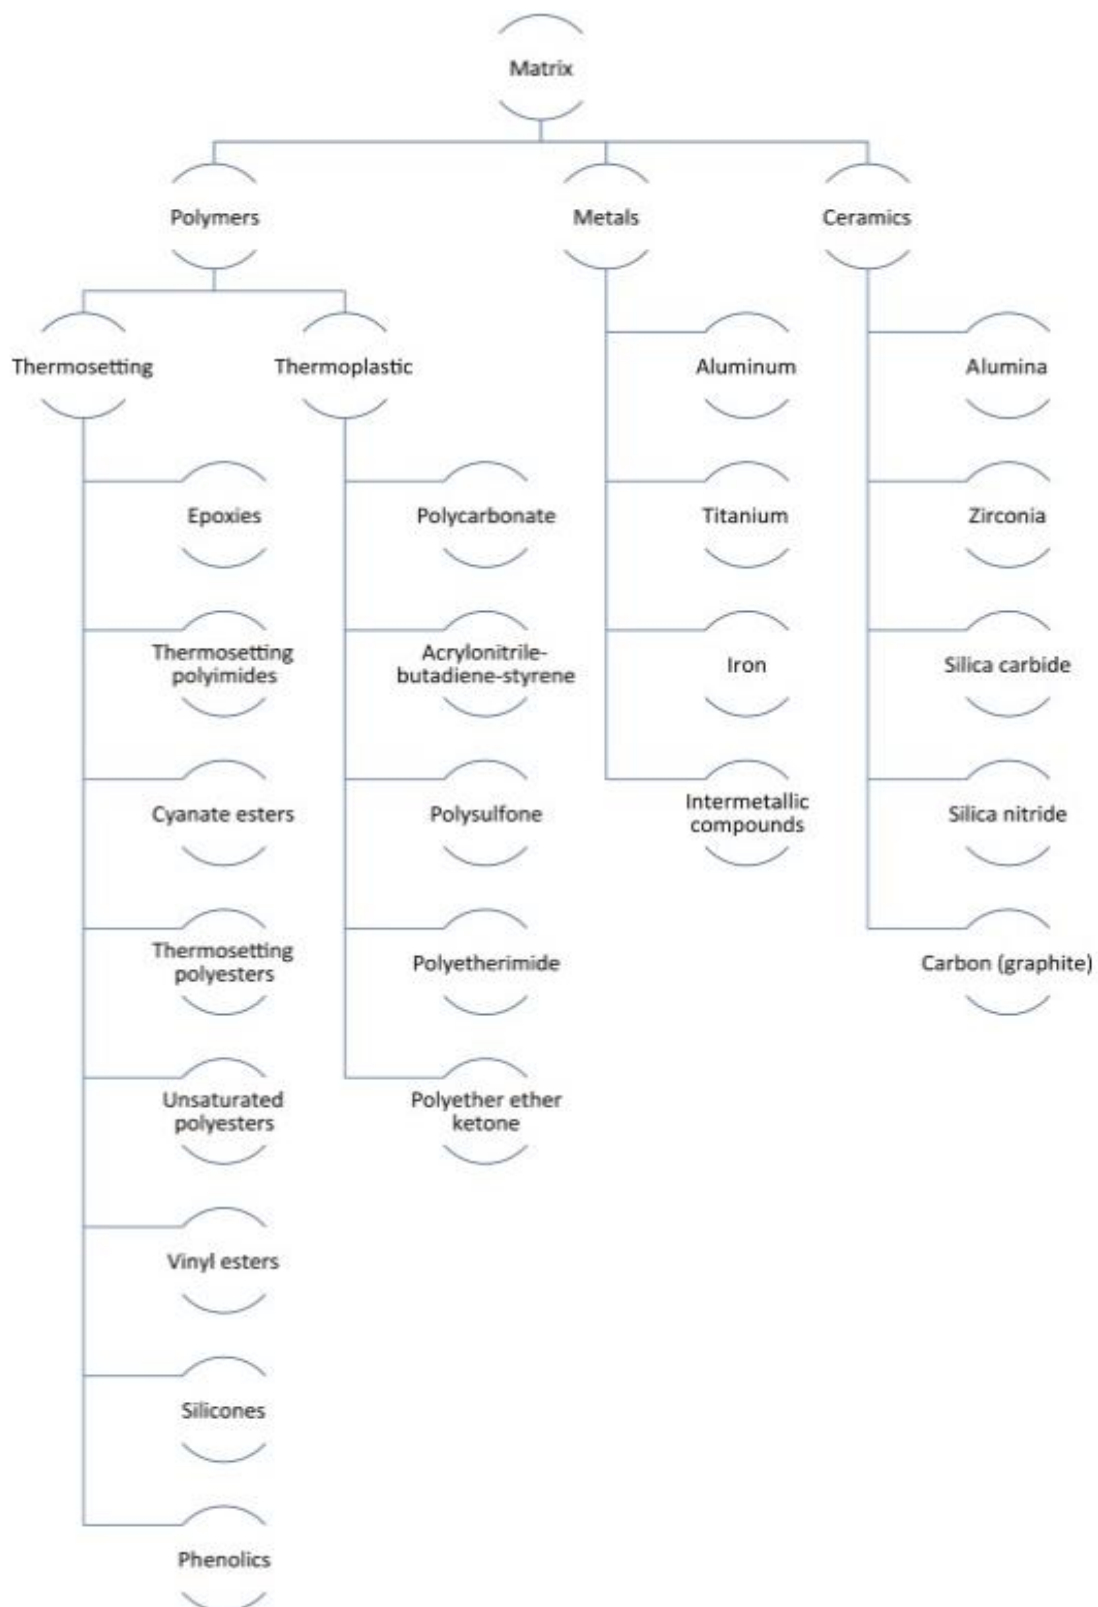 Matrix
Polymers
Metals
Ceramics
Thermosetting
Thermoplastic
Aluminum
Alumina
Epoxies
Polycarbonate
Titanium
Zirconia
Thermosetting
polyimides
Acrylonitrile-
butadiene-styrene
Iron
Silica carbide
Cyanate esters
Polysulfone
Intermetallic
compounds
Silica nitride
Thermosetting
polyesters
Polyetherimide
Carbon (graphite)
Unsaturated
polyesters
Polyether ether
ketone
Vinyl esters
Silicones
Phenolics